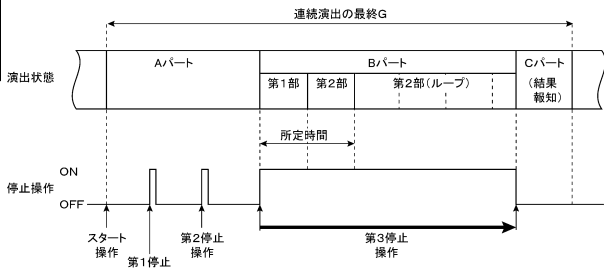 連続演出の最終G
演出状態
Aパート
Bパート
Cパート
(結果
報知)
第1部
第2部
第2部(ループ)
所定時間
停止操作
ON
OFF
スタート
操作
第1停止
第2停止
操作
第3停止
操作